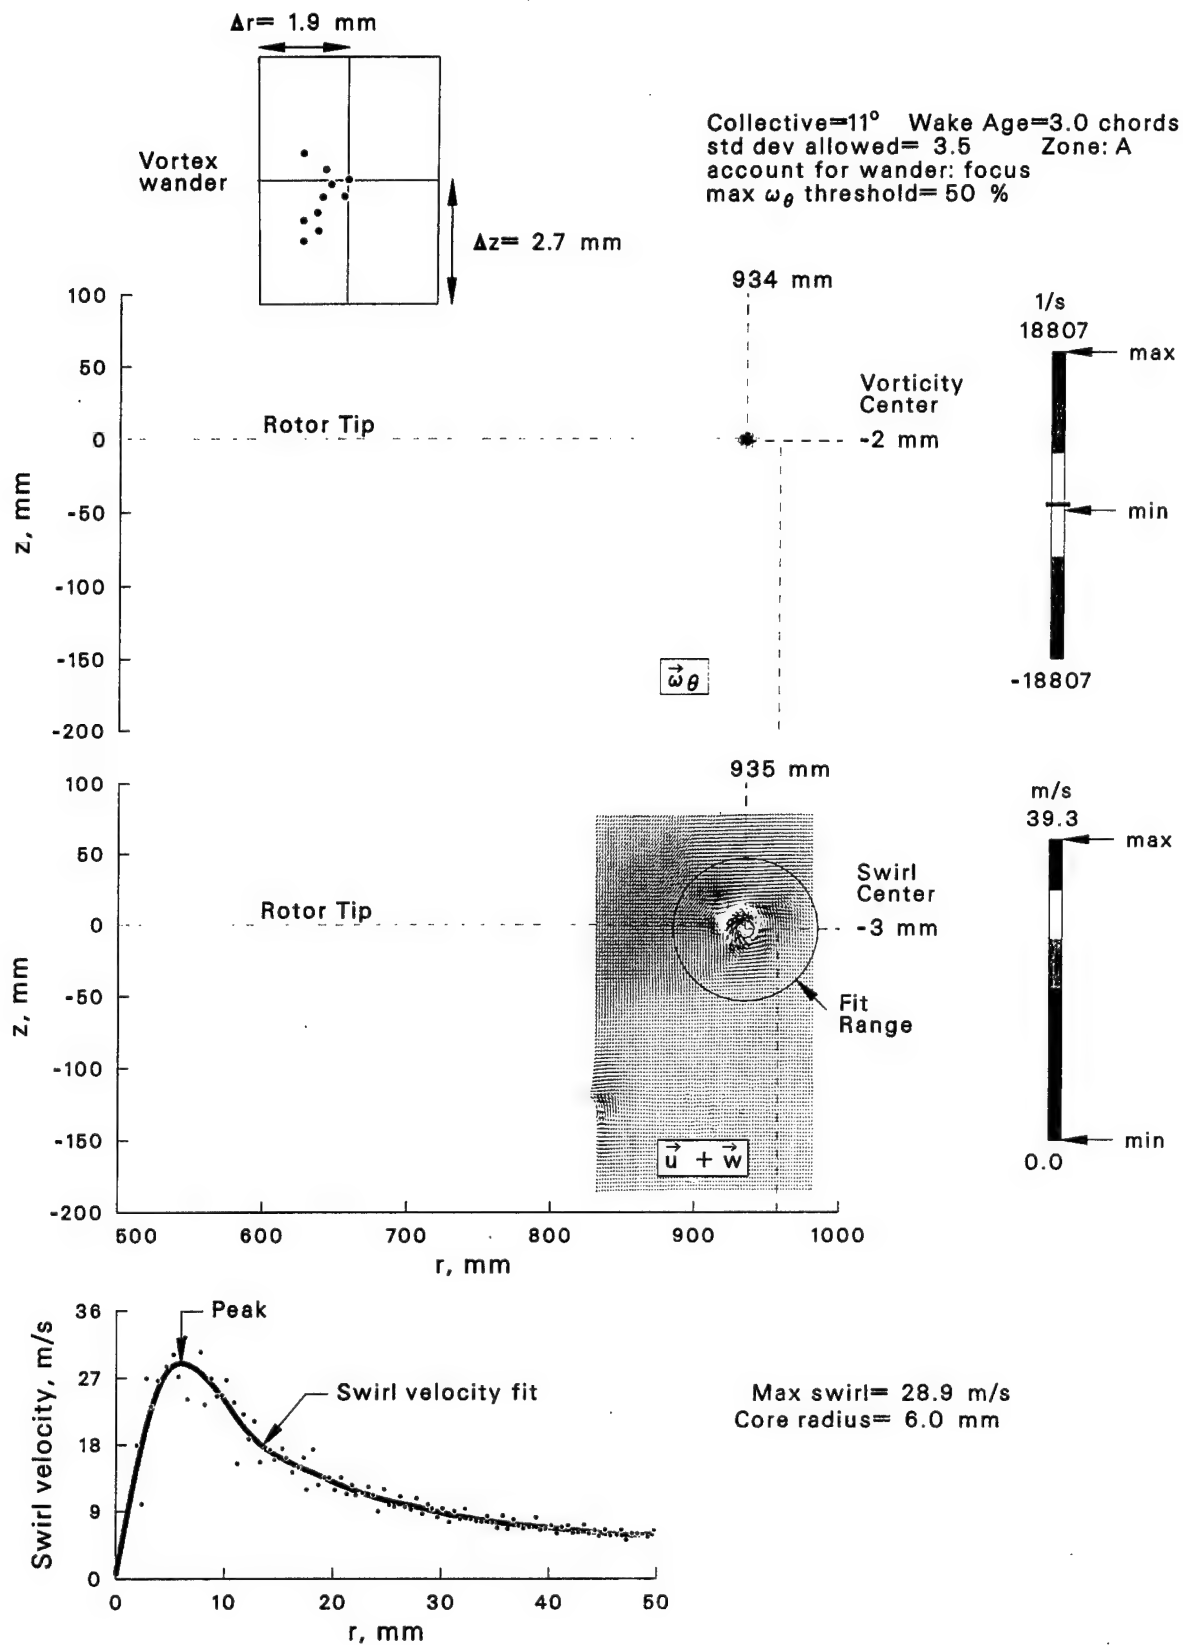 Δr= 1.9 mm
Vortex
wander
Δz= 2.7 mm
Collective=11° Wake Age=3.0 chords
std dev allowed= 3.5 Zone: A
account for wander: focus
max ωθ threshold= 50 %
934 mm
1/s
18807
max
min
-18807
Vorticity
Center
-2 mm
Rotor Tip
z, mm
100
50
0
-50
-100
-150
-200
ωθ
935 mm
m/s
39.3
max
min
0.0
Swirl
Center
-3 mm
Rotor Tip
Fit
Range
z, mm
100
50
0
-50
-100
-150
-200
u + w
500 600 700 800 900 1000
r, mm
Peak
Swirl velocity fit
Swirl velocity, m/s
36
27
18
9
0
0 10 20 30 40 50
r, mm
Max swirl= 28.9 m/s
Core radius= 6.0 mm